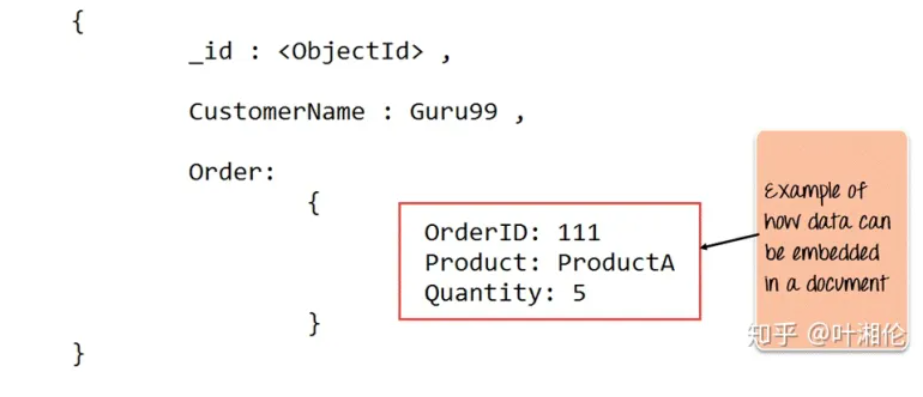 {
_id : <ObjectId> ,
CustomerName : Guru99 ,
Order:
{
OrderID: 111
Product: ProductA
Quantity: 5
}
}
Example of
how data can
be embedded
in a document
知乎 @叶湘伦